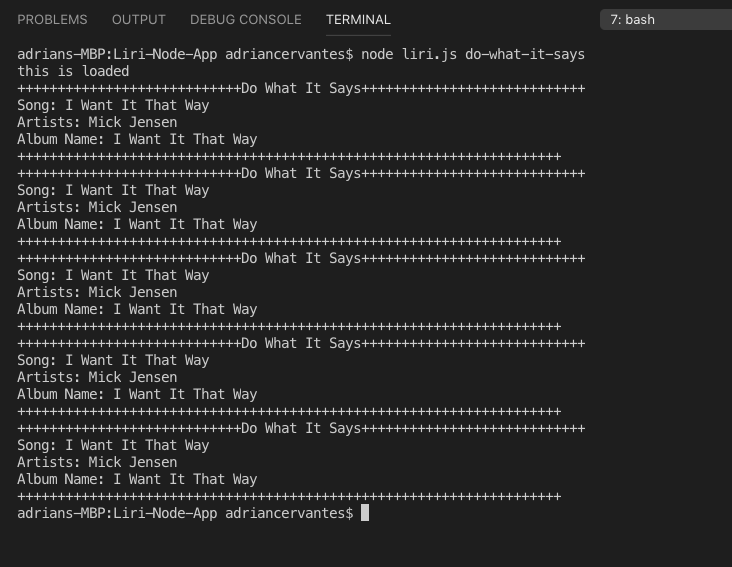 PROBLEMS OUTPUT DEBUG CONSOLE TERMINAL 7: bash
adrians-MBP:Liri-Node-App adriancervantes$ node liri.js do-what-it-says
this is loaded
++++++++++++++++++++++++++++Do What It Says++++++++++++++++++++++++++++
Song: I Want It That Way
Artists: Mick Jensen
Album Name: I Want It That Way
++++++++++++++++++++++++++++++++++++++++++++++++++++++++++++++++++++
++++++++++++++++++++++++++++Do What It Says++++++++++++++++++++++++++++
Song: I Want It That Way
Artists: Mick Jensen
Album Name: I Want It That Way
++++++++++++++++++++++++++++++++++++++++++++++++++++++++++++++++++++
++++++++++++++++++++++++++++Do What It Says++++++++++++++++++++++++++++
Song: I Want It That Way
Artists: Mick Jensen
Album Name: I Want It That Way
++++++++++++++++++++++++++++++++++++++++++++++++++++++++++++++++++++
++++++++++++++++++++++++++++Do What It Says++++++++++++++++++++++++++++
Song: I Want It That Way
Artists: Mick Jensen
Album Name: I Want It That Way
++++++++++++++++++++++++++++++++++++++++++++++++++++++++++++++++++++
++++++++++++++++++++++++++++Do What It Says++++++++++++++++++++++++++++
Song: I Want It That Way
Artists: Mick Jensen
Album Name: I Want It That Way
++++++++++++++++++++++++++++++++++++++++++++++++++++++++++++++++++++
adrians-MBP:Liri-Node-App adriancervantes$